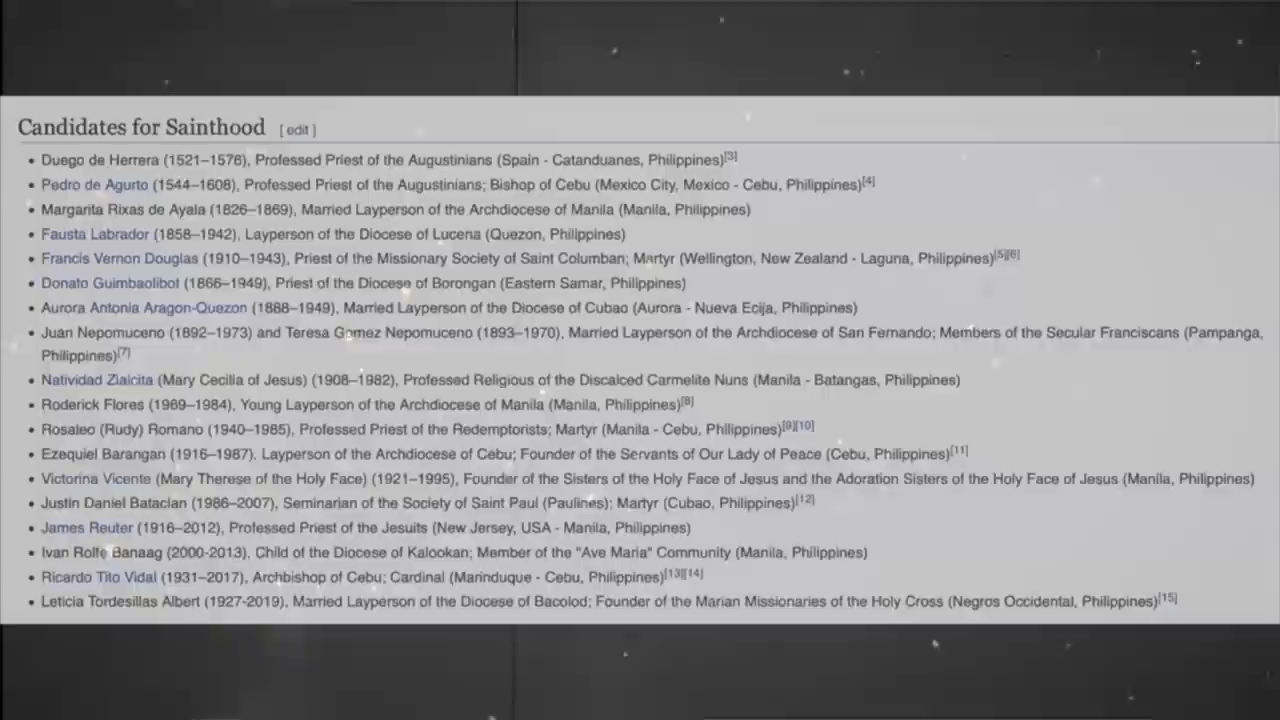 Candidates for Sainthood [ edit ]
• Duego de Herrera (1521–1576), Professed Priest of the Augustinians (Spain - Catanduanes, Philippines)[3]
• Pedro de Agurto (1544–1608), Professed Priest of the Augustinians; Bishop of Cebu (Mexico City, Mexico - Cebu, Philippines)[4]
• Margarita Rixas de Ayala (1826–1869), Married Layperson of the Archdiocese of Manila (Manila, Philippines)
• Fausta Labrador (1858–1942), Layperson of the Diocese of Lucena (Quezon, Philippines)
• Francis Vernon Douglas (1910–1943), Priest of the Missionary Society of Saint Columban; Martyr (Wellington, New Zealand - Laguna, Philippines)[5][6]
• Donato Guimbaolibot (1866–1949), Priest of the Diocese of Borongan (Eastern Samar, Philippines)
• Aurora Antonia Aragon-Quezon (1888–1949), Married Layperson of the Diocese of Cubao (Aurora - Nueva Ecija, Philippines)
• Juan Nepomuceno (1892–1973) and Teresa Gomez Nepomuceno (1893–1970), Married Layperson of the Archdiocese of San Fernando; Members of the Secular Franciscans (Pampanga,
Philippines)[7]
• Natividad Zialcita (Mary Cecilia of Jesus) (1908–1982), Professed Religious of the Discalced Carmelite Nuns (Manila - Batangas, Philippines)
• Roderick Flores (1969–1984), Young Layperson of the Archdiocese of Manila (Manila, Philippines)[8]
• Rosaleo (Rudy) Romano (1940–1985), Professed Priest of the Redemptorists; Martyr (Manila - Cebu, Philippines)[9][10]
• Ezequiel Barangan (1916–1987). Layperson of the Archdiocese of Cebu; Founder of the Servants of Our Lady of Peace (Cebu, Philippines)[11]
• Victorina Vicente (Mary Therese of the Holy Face) (1921–1995), Founder of the Sisters of the Holy Face of Jesus and the Adoration Sisters of the Holy Face of Jesus (Manila, Philippines)
• Justin Daniel Bataclan (1986–2007), Seminarian of the Society of Saint Paul (Paulines); Martyr (Cubao, Philippines)[12]
• James Reuter (1916–2012), Professed Priest of the Jesuits (New Jersey, USA - Manila, Philippines)
• Ivan Rolfe Banaag (2000-2013), Child of the Diocese of Kalookan; Member of the "Ave Maria" Community (Manila, Philippines)
• Ricardo Tito Vidal (1931–2017), Archbishop of Cebu; Cardinal (Marinduque - Cebu, Philippines)[13][14]
• Leticia Tordesillas Albert (1927-2019), Married Layperson of the Diocese of Bacolod; Founder of the Marian Missionaries of the Holy Cross (Negros Occidental, Philippines)[15]